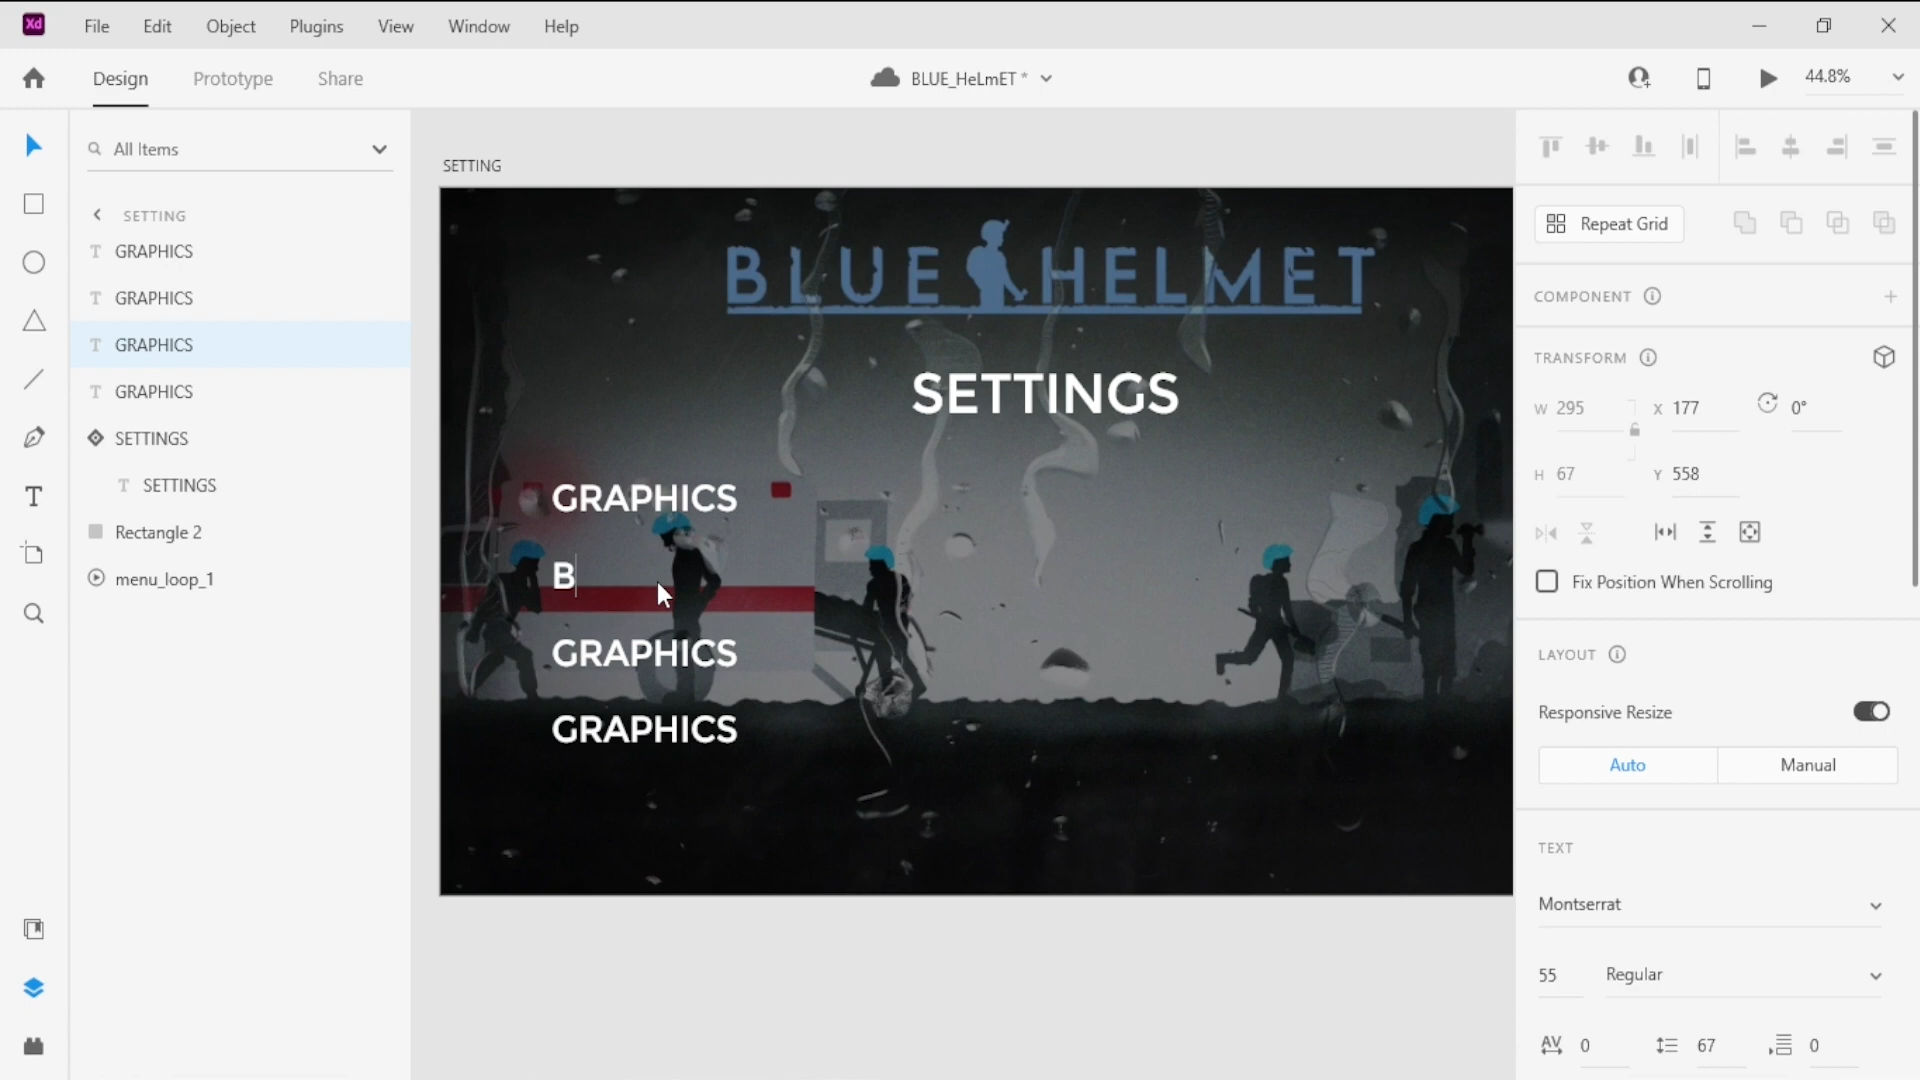 Xd File Edit Object Plugins View Window Help
Design Prototype Share BLUE_HeLmET * 44.8%
All Items
SETTING
GRAPHICS
GRAPHICS
GRAPHICS
GRAPHICS
SETTINGS
SETTINGS
Rectangle 2
menu_loop_1
SETTING
BLUE HELMET
SETTINGS
GRAPHICS
B
GRAPHICS
GRAPHICS
Repeat Grid
COMPONENT
TRANSFORM
W 295 X 177 0°
H 67 Y 558
Fix Position When Scrolling
LAYOUT
Responsive Resize
Auto Manual
TEXT
Montserrat
55 Regular
AV 0 67 0